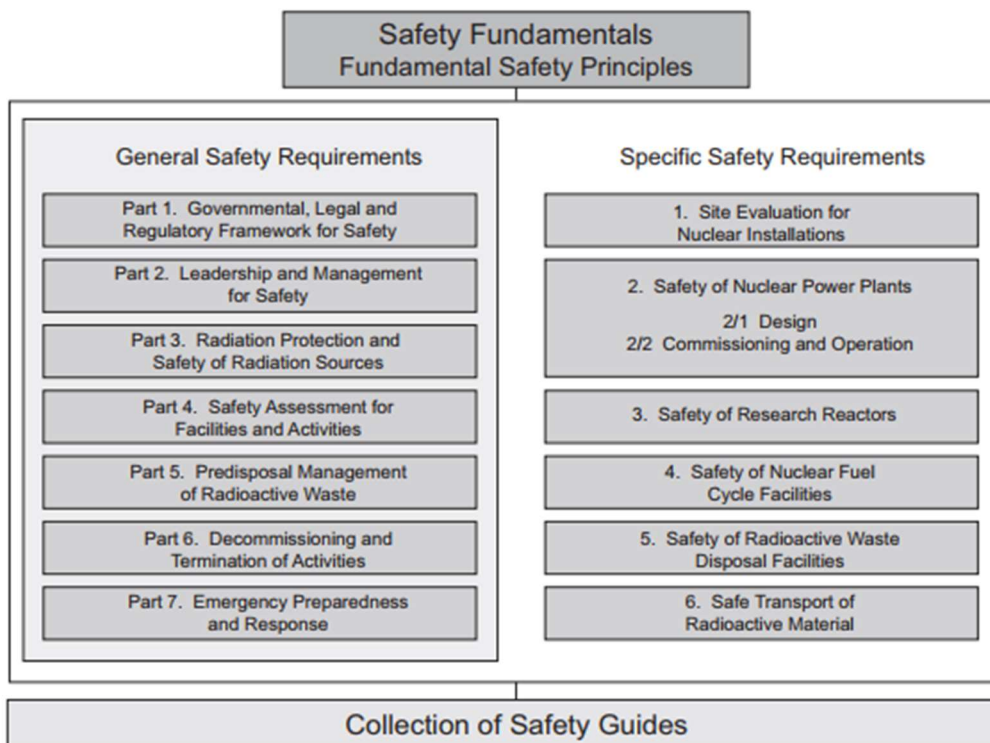 Safety Fundamentals
Fundamental Safety Principles
General Safety Requirements
Part 1. Governmental, Legal and
Regulatory Framework for Safety
Part 2. Leadership and Management
for Safety
Part 3. Radiation Protection and
Safety of Radiation Sources
Part 4. Safety Assessment for
Facilities and Activities
Part 5. Predisposal Management
of Radioactive Waste
Part 6. Decommissioning and
Termination of Activities
Part 7. Emergency Preparedness
and Response
Specific Safety Requirements
1. Site Evaluation for
Nuclear Installations
2. Safety of Nuclear Power Plants
2/1 Design
2/2 Commissioning and Operation
3. Safety of Research Reactors
4. Safety of Nuclear Fuel
Cycle Facilities
5. Safety of Radioactive Waste
Disposal Facilities
6. Safe Transport of
Radioactive Material
Collection of Safety Guides